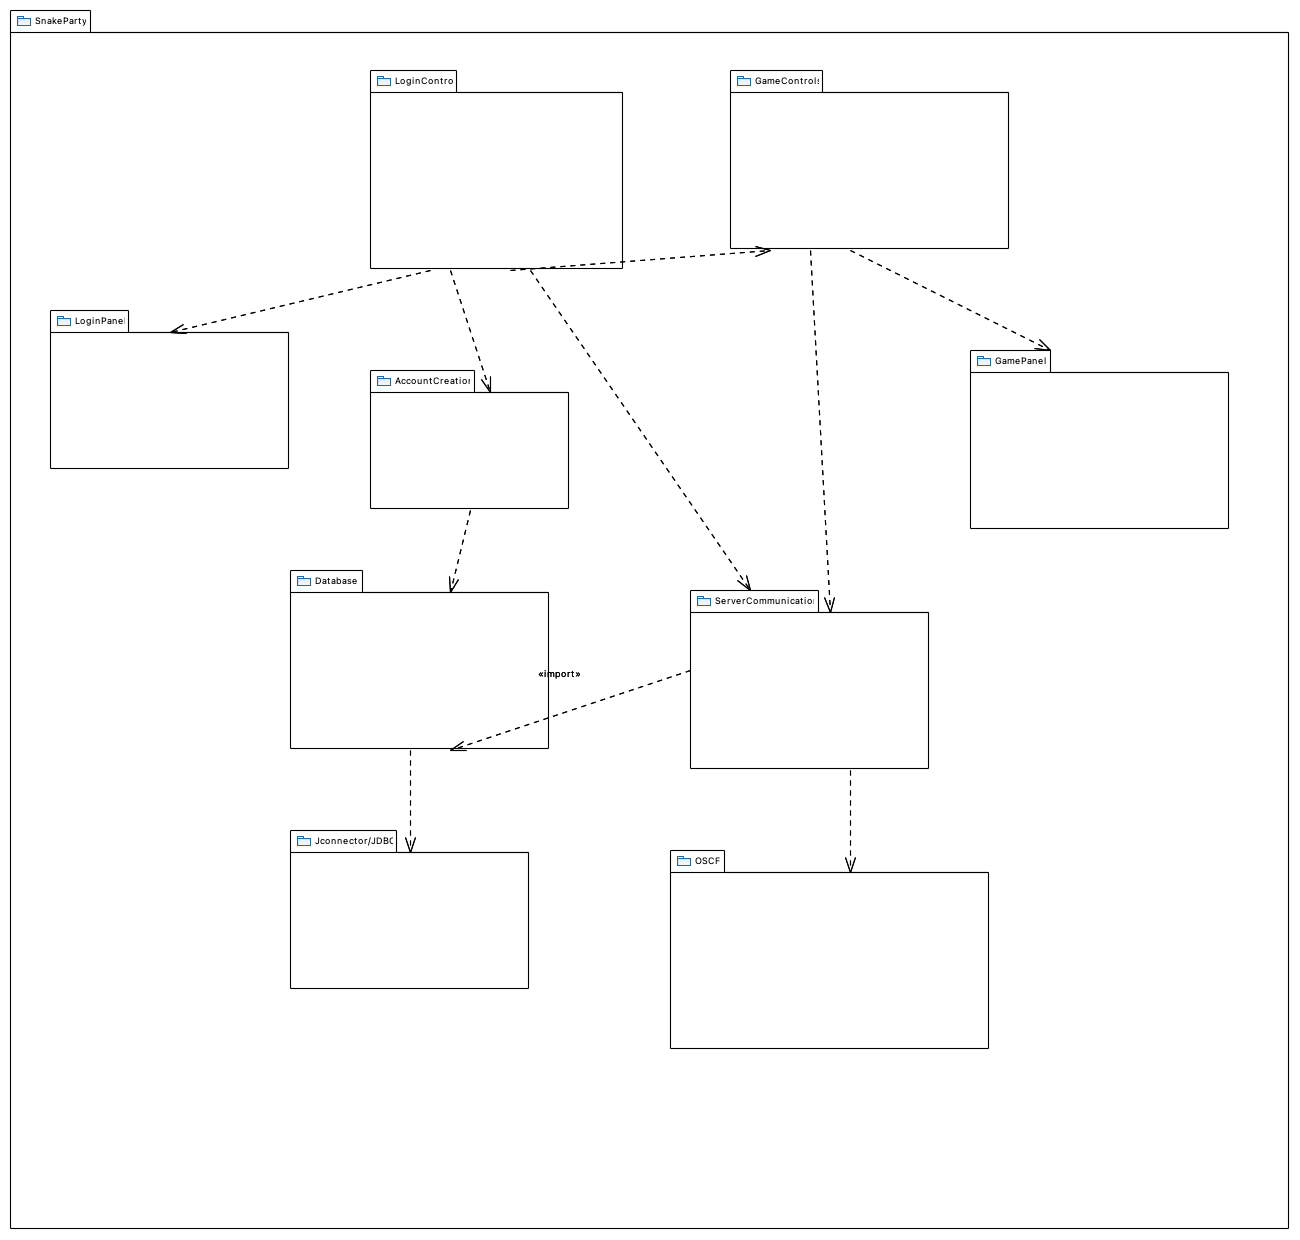 SnakeParty
LoginContro
GameControls
LoginPanel
GamePanel
AccountCreation
Database
ServerCommunication
«import»
Jconnector/JDBC
OSCF